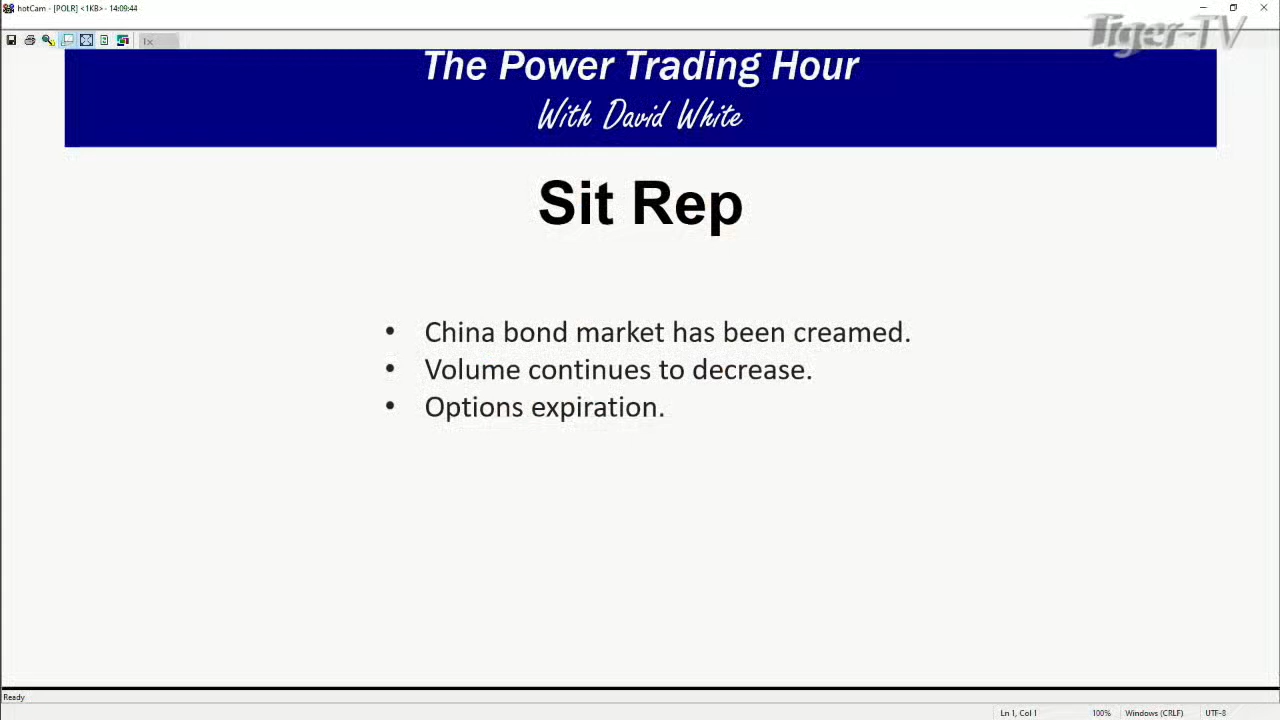 hotCam - [POLR] <1KB> - 14:09:44
Tiger-TV
1x
The Power Trading Hour
With David White
Sit Rep
• China bond market has been creamed.
• Volume continues to decrease.
• Options expiration.
Ready
Ln 1, Col 1 100% Windows (CRLF) UTF-8